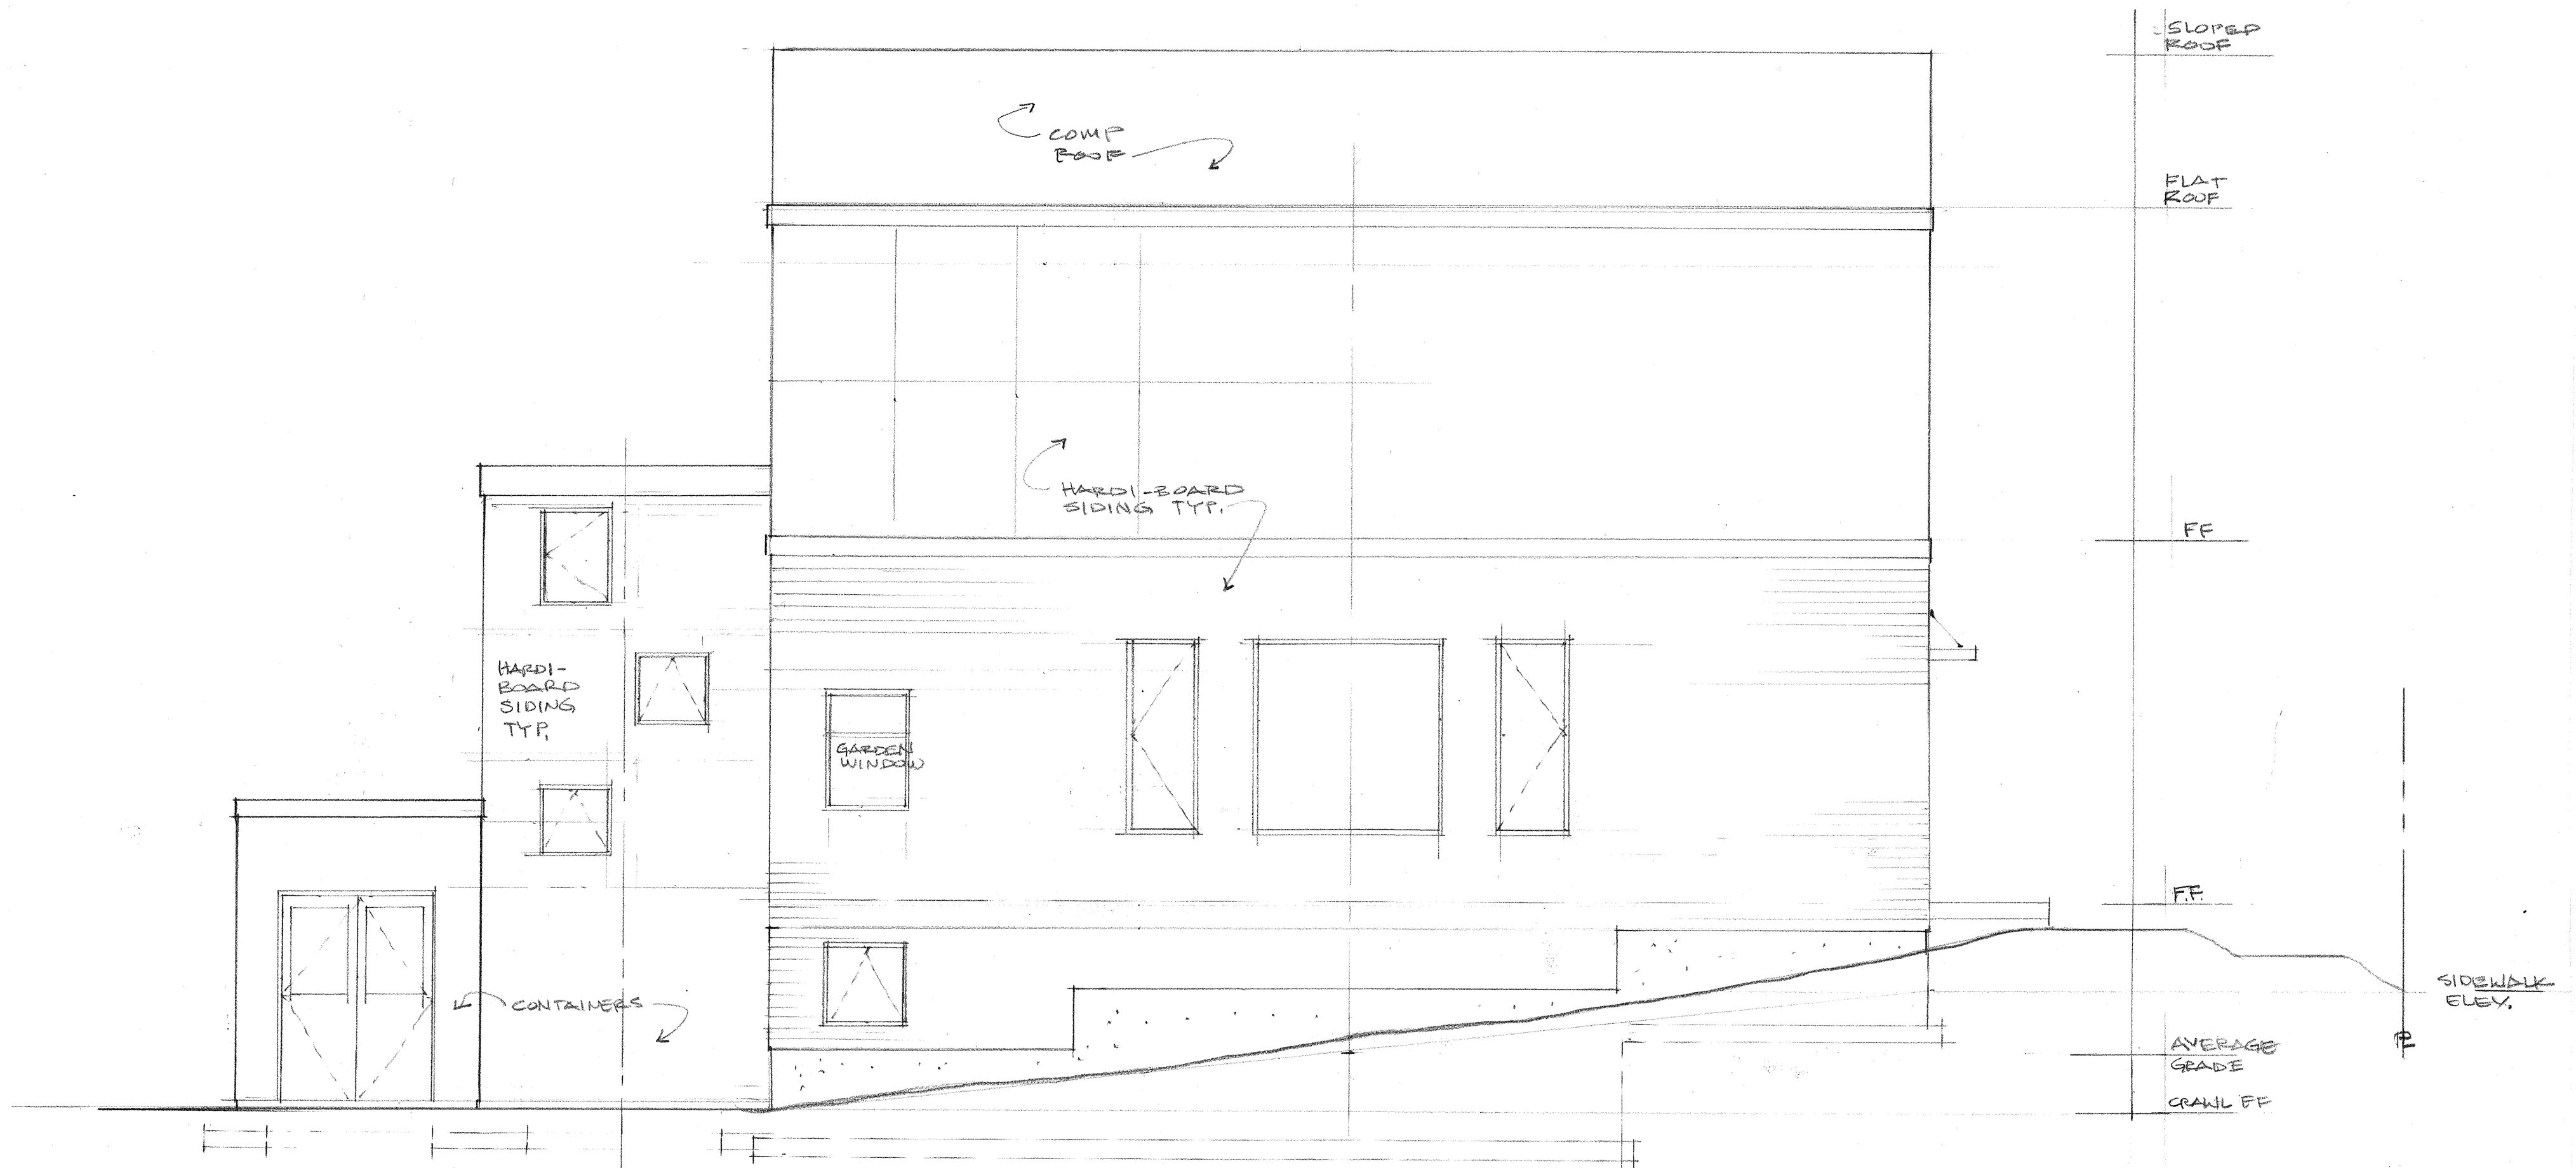 SLOPED
ROOF
COMP
ROOF
FLAT
ROOF
HARDI-BOARD
SIDING TYP.
FF
HARDI-
BOARD
SIDING
TYP.
GARDEN
WINDOW
F.F.
CONTAINERS
SIDEWALK
ELEV.
PL
AVERAGE
GRADE
CRAWL FF